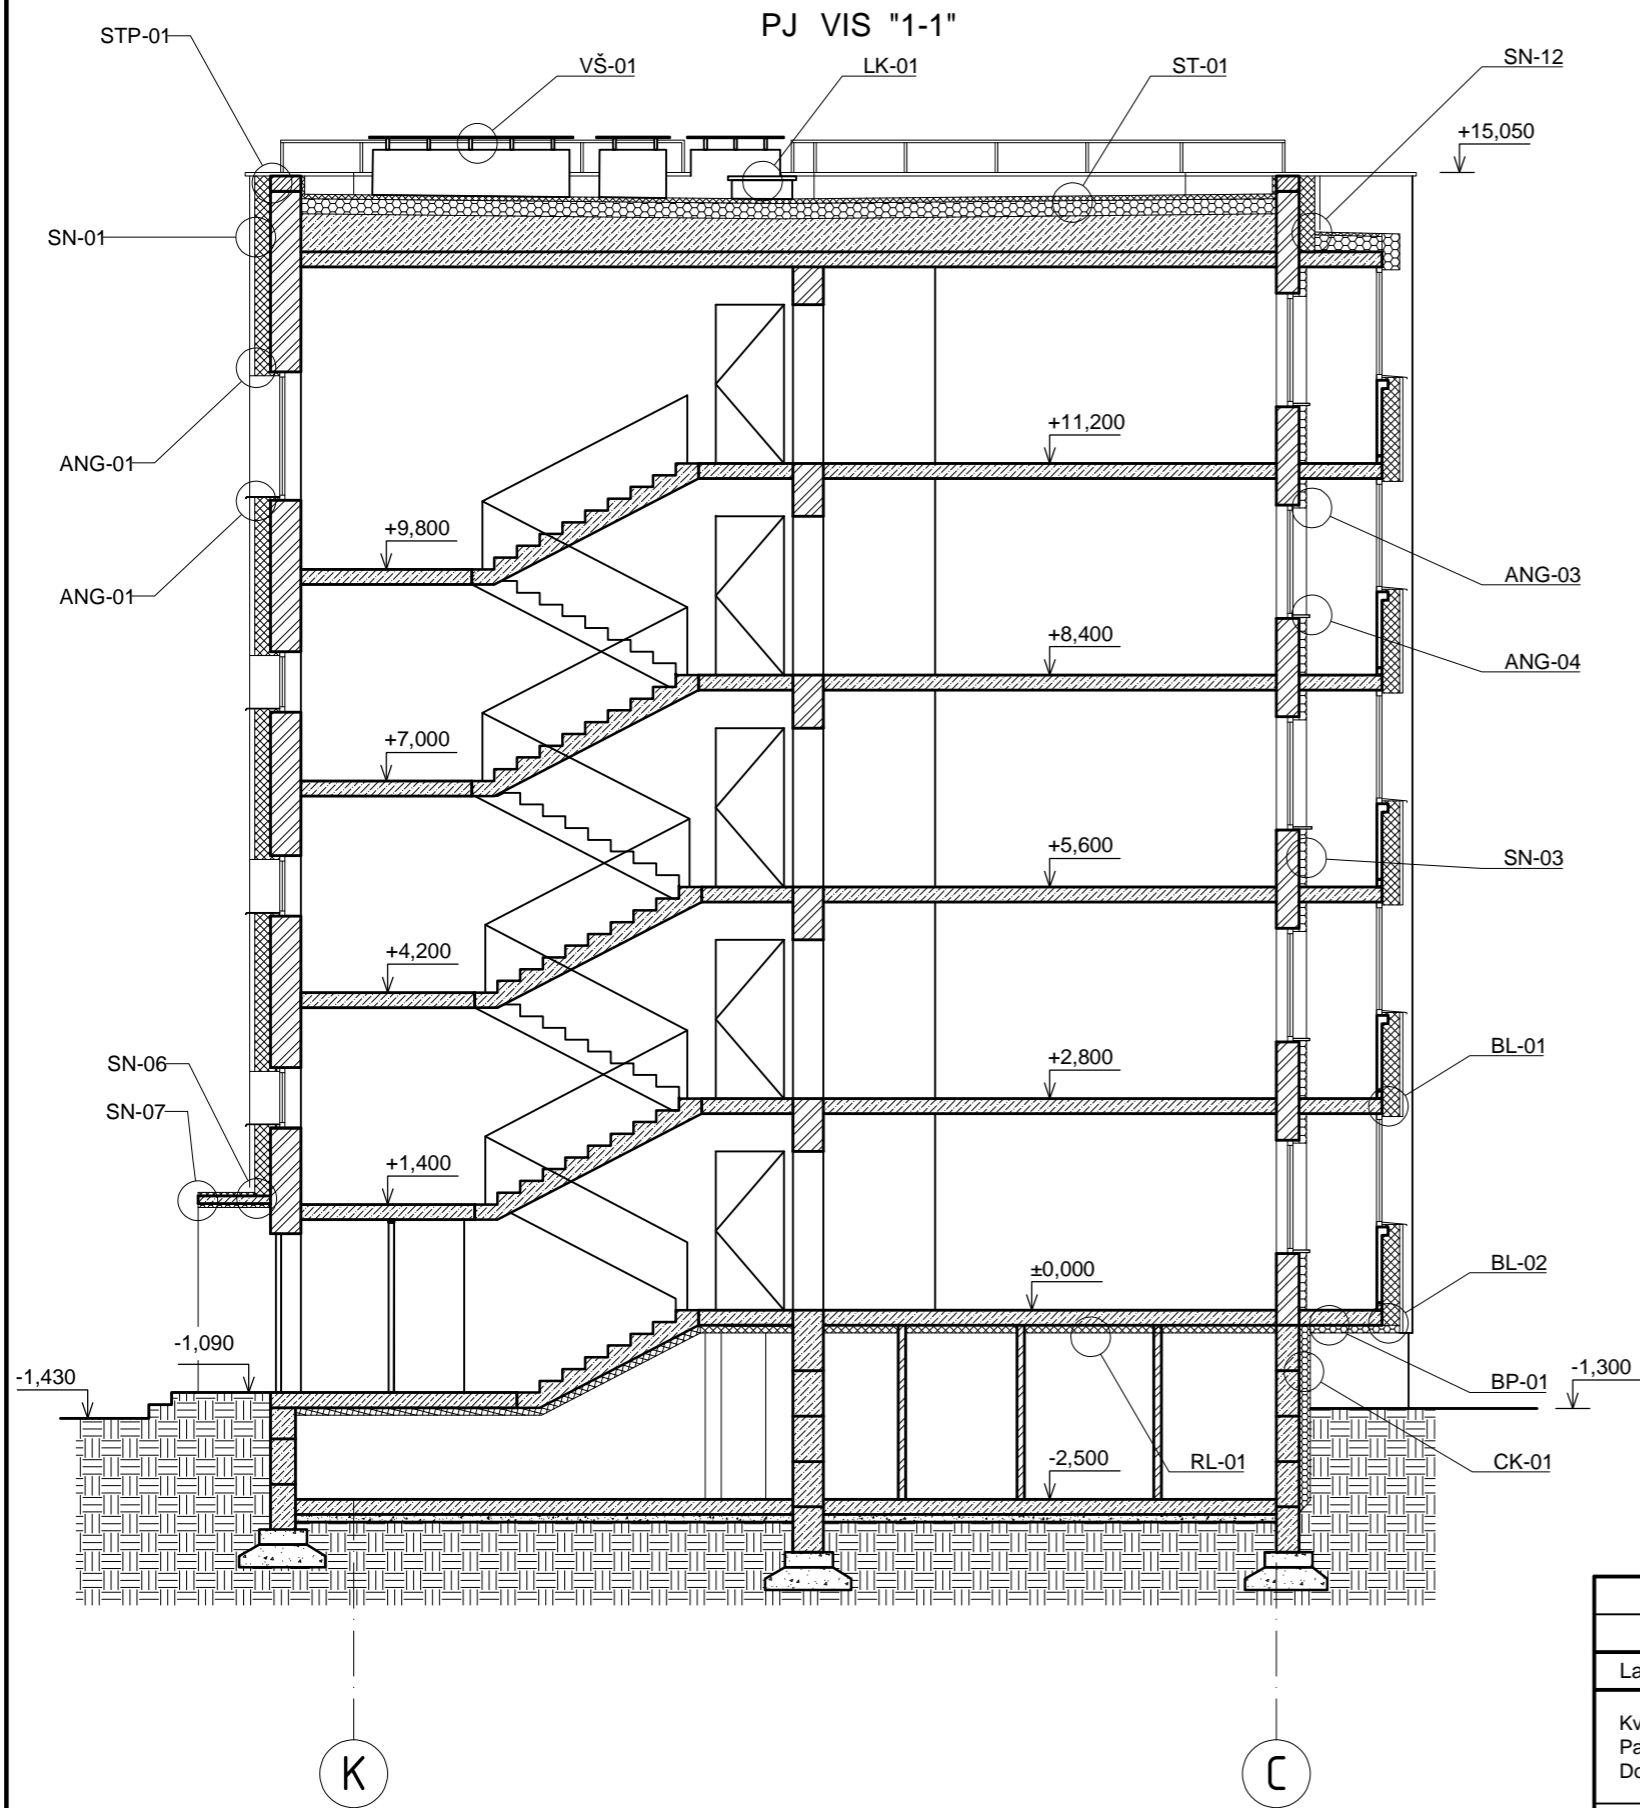 PJ VIS "1-1"
STP-01
VŠ-01
LK-01
ST-01
SN-12
+15,050
SN-01
ANG-01
+11,200
+9,800
ANG-01
ANG-03
+8,400
ANG-04
+7,000
+5,600
SN-03
+4,200
SN-06
+2,800
BL-01
SN-07
+1,400
±0,000
BL-02
-1,090
-1,430
BP-01
-1,300
-2,500
RL-01
CK-01
K
C
La
Kv
Pa
Do